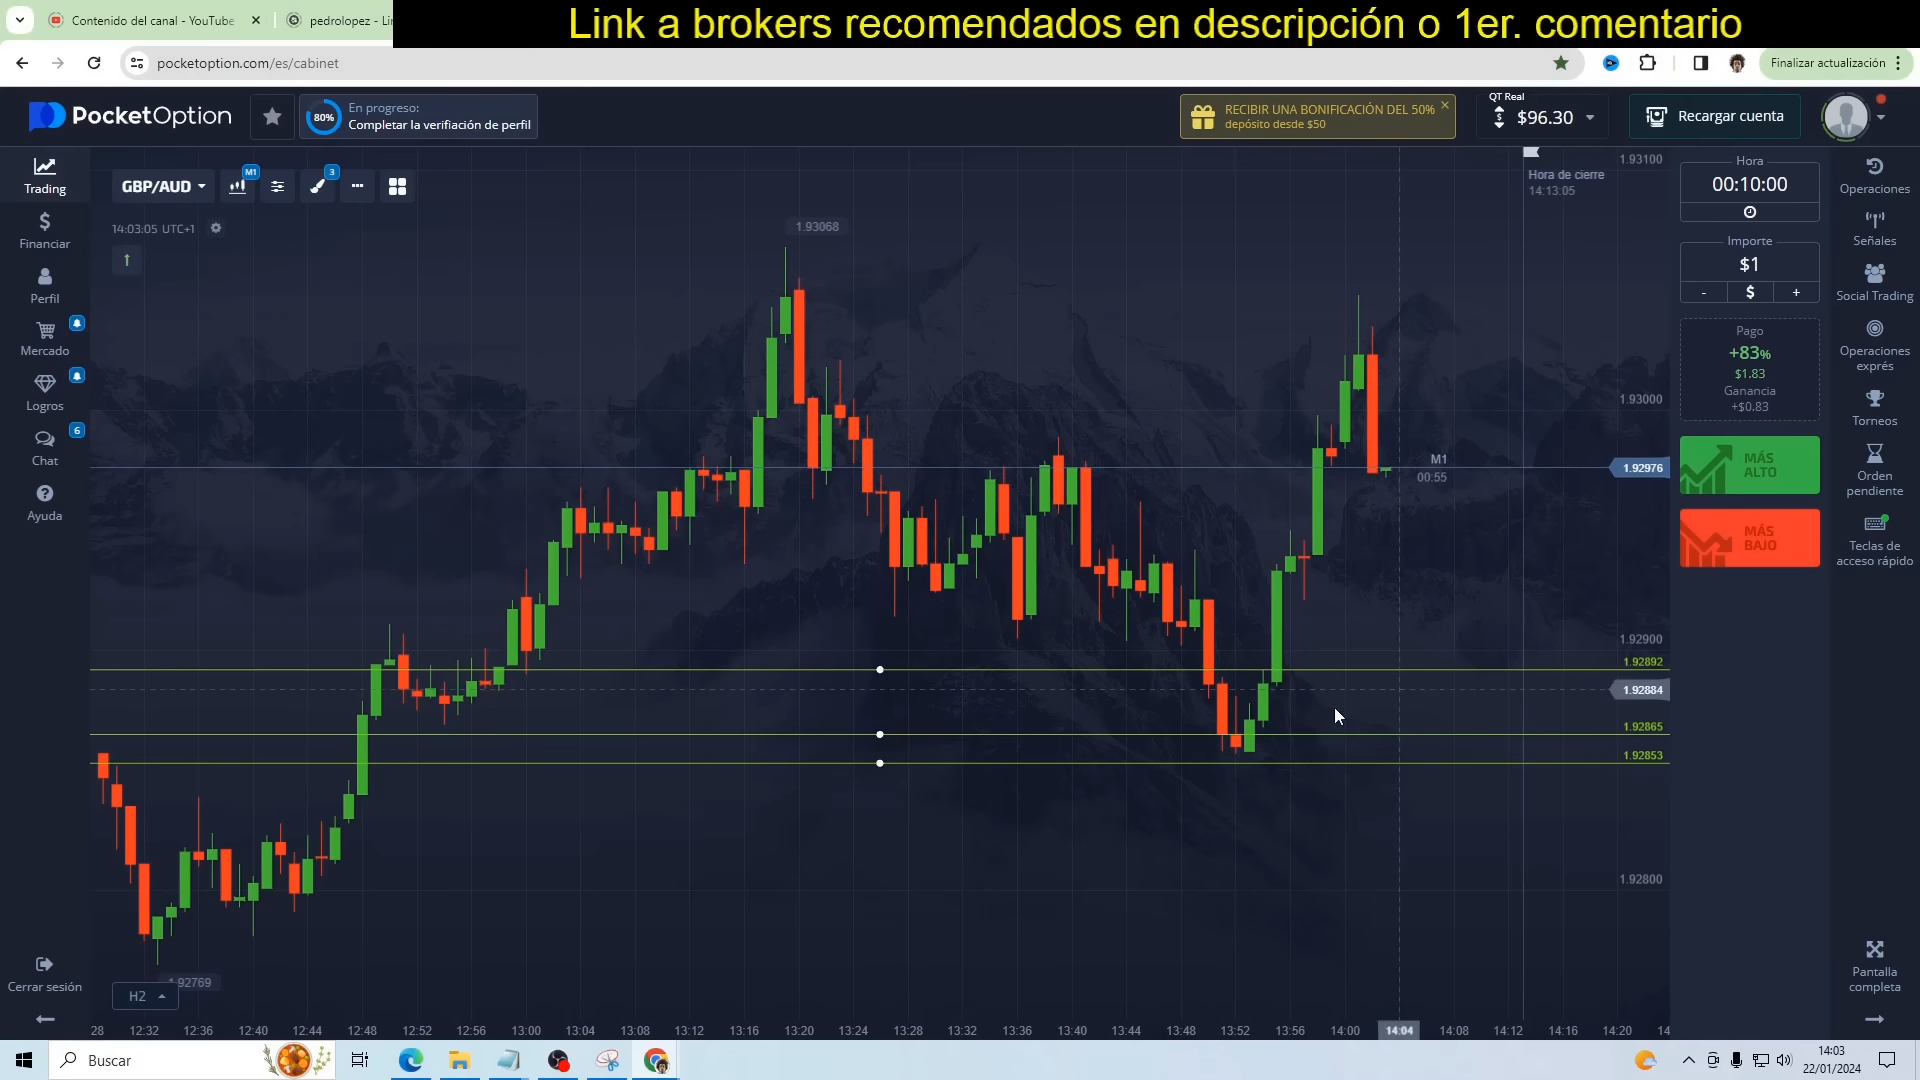 Contenido del canal - YouTube
pedrolopez - Li
Link a brokers recomendados en descripción o 1er. comentario
pocketoption.com/es/cabinet
Finalizar actualización
PocketOption
80%
En progreso:
Completar la verifiación de perfil
RECIBIR UNA BONIFICACIÓN DEL 50%
depósito desde $50
QT Real
$96.30
Recargar cuenta
Trading
Financiar
Perfil
Mercado
Logros
6
Chat
Ayuda
Cerrar sesión
GBP/AUD
M1
3
14:03:05 UTC+1
1.93068
Hora de cierre
14:13:05
M1
00:55
1.92769
H2
1.93100
1.93000
1.92976
1.92900
1.92892
1.92884
1.92865
1.92853
1.92800
28 12:32 12:36 12:40 12:44 12:48 12:52 12:56 13:00 13:04 13:08 13:12 13:16 13:20 13:24 13:28 13:32 13:36 13:40 13:44 13:48 13:52 13:56 14:00 14:04 14:08 14:12 14:16 14:20 14
Hora
00:10:00
Importe
$1
- $ +
Pago
+83%
$1.83
Ganancia
+$0.83
MÁS
ALTO
MÁS
BAJO
Operaciones
Señales
Social Trading
Operaciones
exprés
Torneos
Orden
pendiente
Teclas de
acceso rápido
Pantalla
completa
Buscar
14:03
22/01/2024